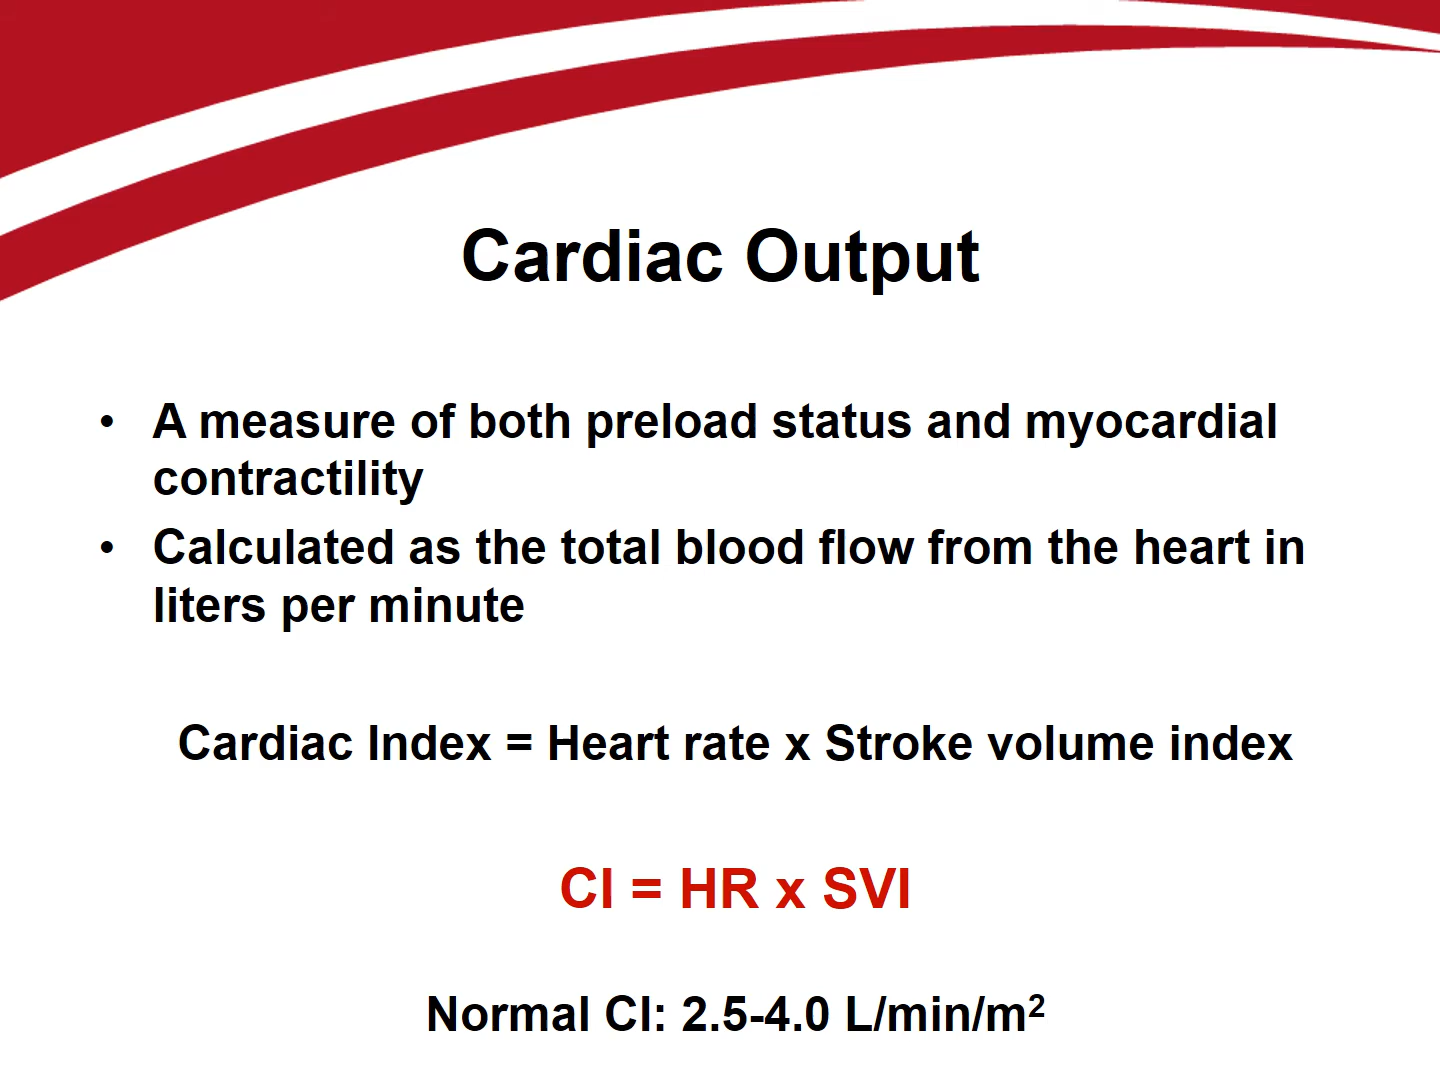 Cardiac Output
• A measure of both preload status and myocardial
contractility
• Calculated as the total blood flow from the heart in
liters per minute
Cardiac Index = Heart rate x Stroke volume index
CI = HR x SVI
Normal CI: 2.5-4.0 L/min/m²